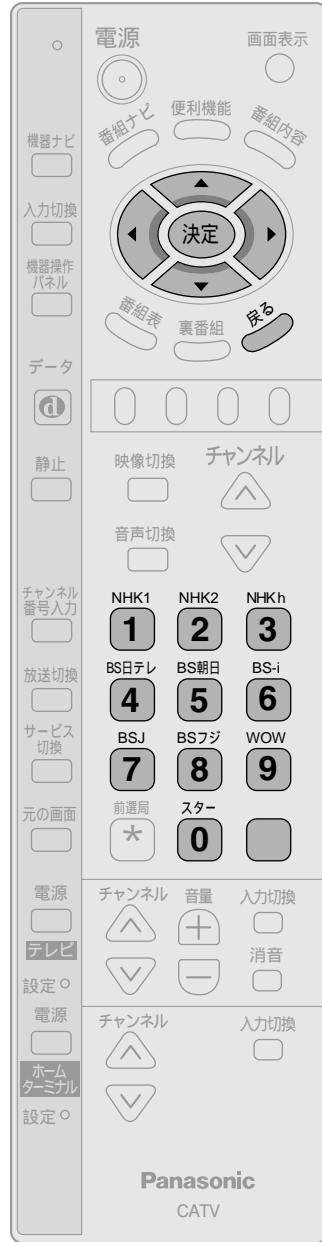 電源
画面表示
番組ナビ
便利機能
番組内容
機器ナビ
入力切換
機器操作
パネル
決定
番組表
裏番組
戻る
データ
d
静止
映像切換
チャンネル
音声切換
チャンネル
番号入力
NHK1 NHK2 NHKh
1 2 3
放送切換
BS日テレ BS朝日 BS-i
4 5 6
サービス
切換
BSJ BSフジ WOW
7 8 9
元の画面
前選局 スター
* 0
電源
テレビ
設定
チャンネル 音量 入力切換
+
消音
−
電源
ホーム
ターミナル
設定
チャンネル 入力切換
Panasonic
CATV